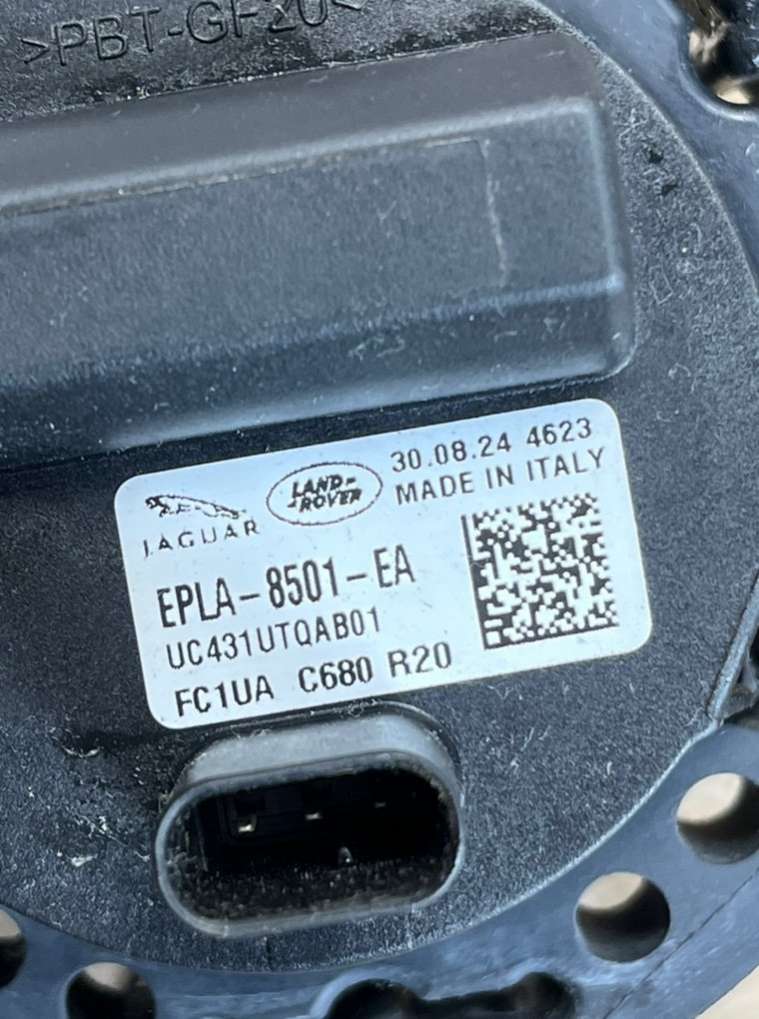 >PBT-GF20<
30.08.24 4623
LAND-
-ROVER
MADE IN ITALY
JAGUAR
EPLA-8501-EA
UC431UTQAB01
FC1UA C680 R20